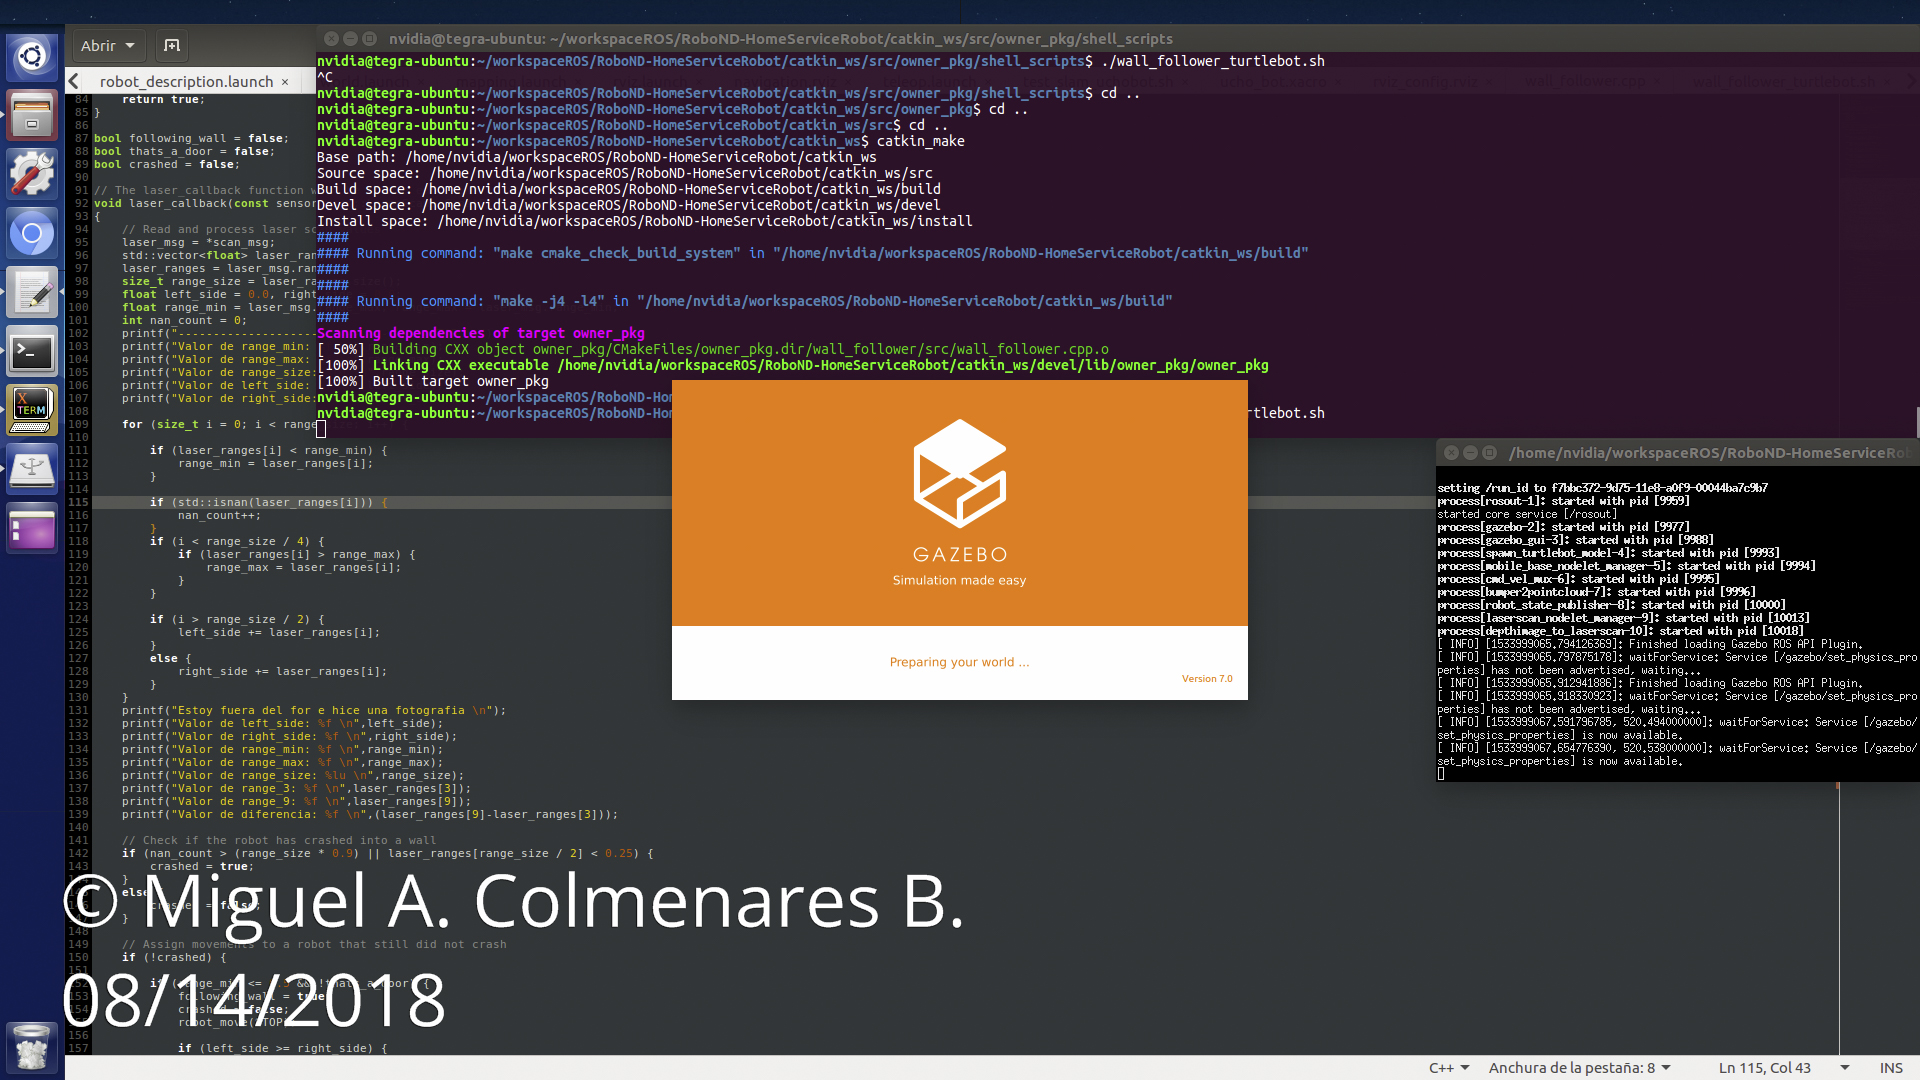 Abrir
nvidia@tegra-ubuntu: ~/workspaceROS/RoboND-HomeServiceRobot/catkin_ws/src/owner_pkg/shell_scripts
robot_description.launch ×
nvidia@tegra-ubuntu:~/workspaceROS/RoboND-HomeServiceRobot/catkin_ws/src/owner_pkg/shell_scripts$ ./wall_follower_turtlebot.sh
^C
nvidia@tegra-ubuntu:~/workspaceROS/RoboND-HomeServiceRobot/catkin_ws/src/owner_pkg/shell_scripts$ cd ..
nvidia@tegra-ubuntu:~/workspaceROS/RoboND-HomeServiceRobot/catkin_ws/src/owner_pkg$ cd ..
nvidia@tegra-ubuntu:~/workspaceROS/RoboND-HomeServiceRobot/catkin_ws/src$ cd ..
nvidia@tegra-ubuntu:~/workspaceROS/RoboND-HomeServiceRobot/catkin_ws$ catkin_make
Base path: /home/nvidia/workspaceROS/RoboND-HomeServiceRobot/catkin_ws
Source space: /home/nvidia/workspaceROS/RoboND-HomeServiceRobot/catkin_ws/src
Build space: /home/nvidia/workspaceROS/RoboND-HomeServiceRobot/catkin_ws/build
Devel space: /home/nvidia/workspaceROS/RoboND-HomeServiceRobot/catkin_ws/devel
Install space: /home/nvidia/workspaceROS/RoboND-HomeServiceRobot/catkin_ws/install
####
#### Running command: "make cmake_check_build_system" in "/home/nvidia/workspaceROS/RoboND-HomeServiceRobot/catkin_ws/build"
####
####
#### Running command: "make -j4 -l4" in "/home/nvidia/workspaceROS/RoboND-HomeServiceRobot/catkin_ws/build"
####
Scanning dependencies of target owner_pkg
[ 50%] Building CXX object owner_pkg/CMakeFiles/owner_pkg.dir/wall_follower/src/wall_follower.cpp.o
[100%] Linking CXX executable /home/nvidia/workspaceROS/RoboND-HomeServiceRobot/catkin_ws/devel/lib/owner_pkg/owner_pkg
[100%] Built target owner_pkg
nvidia@tegra-ubuntu:~/workspaceROS/RoboND-Ho
nvidia@tegra-ubuntu:~/workspaceROS/RoboND-Ho rtlebot.sh
84 return true;
85 }
86
87 bool following_wall = false;
88 bool thats_a_door = false;
89 bool crashed = false;
90
91 // The laser_callback function
92 void laser_callback(const sensor
93 {
94 // Read and process laser sc
95 laser_msg = *scan_msg;
96 std::vector<float> laser_ran
97 laser_ranges = laser_msg.ran
98 size_t range_size = laser_ra
99 float left_side = 0.0, right
100 float range_min = laser_msg.
101 int nan_count = 0;
102 printf("--------------------
103 printf("Valor de range_min:
104 printf("Valor de range_max:
105 printf("Valor de range_size:
106 printf("Valor de left_side:
107 printf("Valor de right_side:
108
109 for (size_t i = 0; i < range
110
111 if (laser_ranges[i] < range_min) {
112 range_min = laser_ranges[i];
113 }
114
115 if (std::isnan(laser_ranges[i])) {
116 nan_count++;
117 }
118 if (i < range_size / 4) {
119 if (laser_ranges[i] > range_max) {
120 range_max = laser_ranges[i];
121 }
122 }
123
124 if (i > range_size / 2) {
125 left_side += laser_ranges[i];
126 }
127 else {
128 right_side += laser_ranges[i];
129 }
130 }
131 printf("Estoy fuera del for e hice una fotografia \n");
132 printf("Valor de left_side: %f \n",left_side);
133 printf("Valor de right_side: %f \n",right_side);
134 printf("Valor de range_min: %f \n",range_min);
135 printf("Valor de range_max: %f \n",range_max);
136 printf("Valor de range_size: %lu \n",range_size);
137 printf("Valor de range_3: %f \n",laser_ranges[3]);
138 printf("Valor de range_9: %f \n",laser_ranges[9]);
139 printf("Valor de diferencia: %f \n",(laser_ranges[9]-laser_ranges[3]));
140
141 // Check if the robot has crashed into a wall
142 if (nan_count > (range_size * 0.9) || laser_ranges[range_size / 2] < 0.25) {
143 crashed = true;
}
else
}
148
149 // Assign movements to a robot that still did not crash
150 if (!crashed) {
151
153 following_wall = true
154 false;
156
157 if (left_side >= right_side) {
GAZEBO
Simulation made easy
Preparing your world ...
Version 7.0
/home/nvidia/workspaceROS/RoboND-HomeServiceRob
setting /run_id to f7bbc372-9d75-11e8-a0f9-00044ba7c9b7
process[rosout-1]: started with pid [9959]
started core service [/rosout]
process[gazebo-2]: started with pid [9977]
process[gazebo_gui-3]: started with pid [9988]
process[spawn_turtlebot_model-4]: started with pid [9993]
process[mobile_base_nodelet_manager-5]: started with pid [9994]
process[cmd_vel_mux-6]: started with pid [9995]
process[bumper2pointcloud-7]: started with pid [9996]
process[robot_state_publisher-8]: started with pid [10000]
process[laserscan_nodelet_manager-9]: started with pid [10013]
process[depthimage_to_laserscan-10]: started with pid [10018]
[ INFO] [1533999065.794126369]: Finished loading Gazebo ROS API Plugin.
[ INFO] [1533999065.797875178]: waitForService: Service [/gazebo/set_physics_pro
perties] has not been advertised, waiting...
[ INFO] [1533999065.912941886]: Finished loading Gazebo ROS API Plugin.
[ INFO] [1533999065.918330923]: waitForService: Service [/gazebo/set_physics_pro
perties] has not been advertised, waiting...
[ INFO] [1533999067.591796785, 520.494000000]: waitForService: Service [/gazebo/
set_physics_properties] is now available.
[ INFO] [1533999067.654776390, 520.538000000]: waitForService: Service [/gazebo/
set_physics_properties] is now available.
© Miguel A. Colmenares B.
08/14/2018
C++
Anchura de la pestaña: 8
Ln 115, Col 43
INS